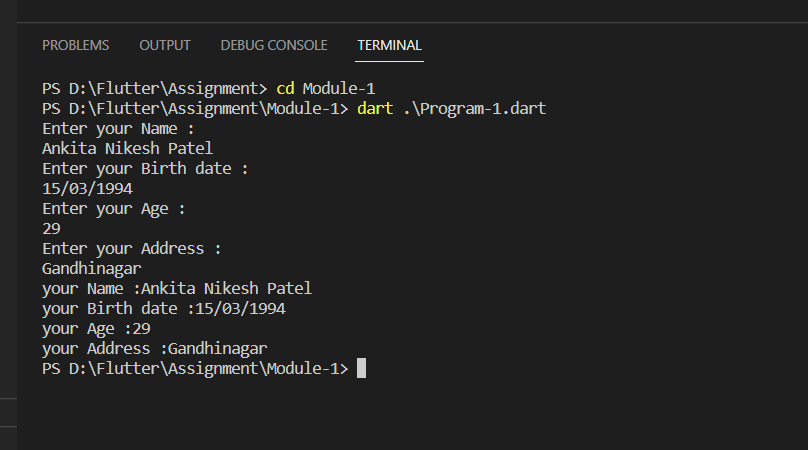 PROBLEMS OUTPUT DEBUG CONSOLE TERMINAL
PS D:\Flutter\Assignment> cd Module-1
PS D:\Flutter\Assignment\Module-1> dart .\Program-1.dart
Enter your Name :
Ankita Nikesh Patel
Enter your Birth date :
15/03/1994
Enter your Age :
29
Enter your Address :
Gandhinagar
your Name :Ankita Nikesh Patel
your Birth date :15/03/1994
your Age :29
your Address :Gandhinagar
PS D:\Flutter\Assignment\Module-1>